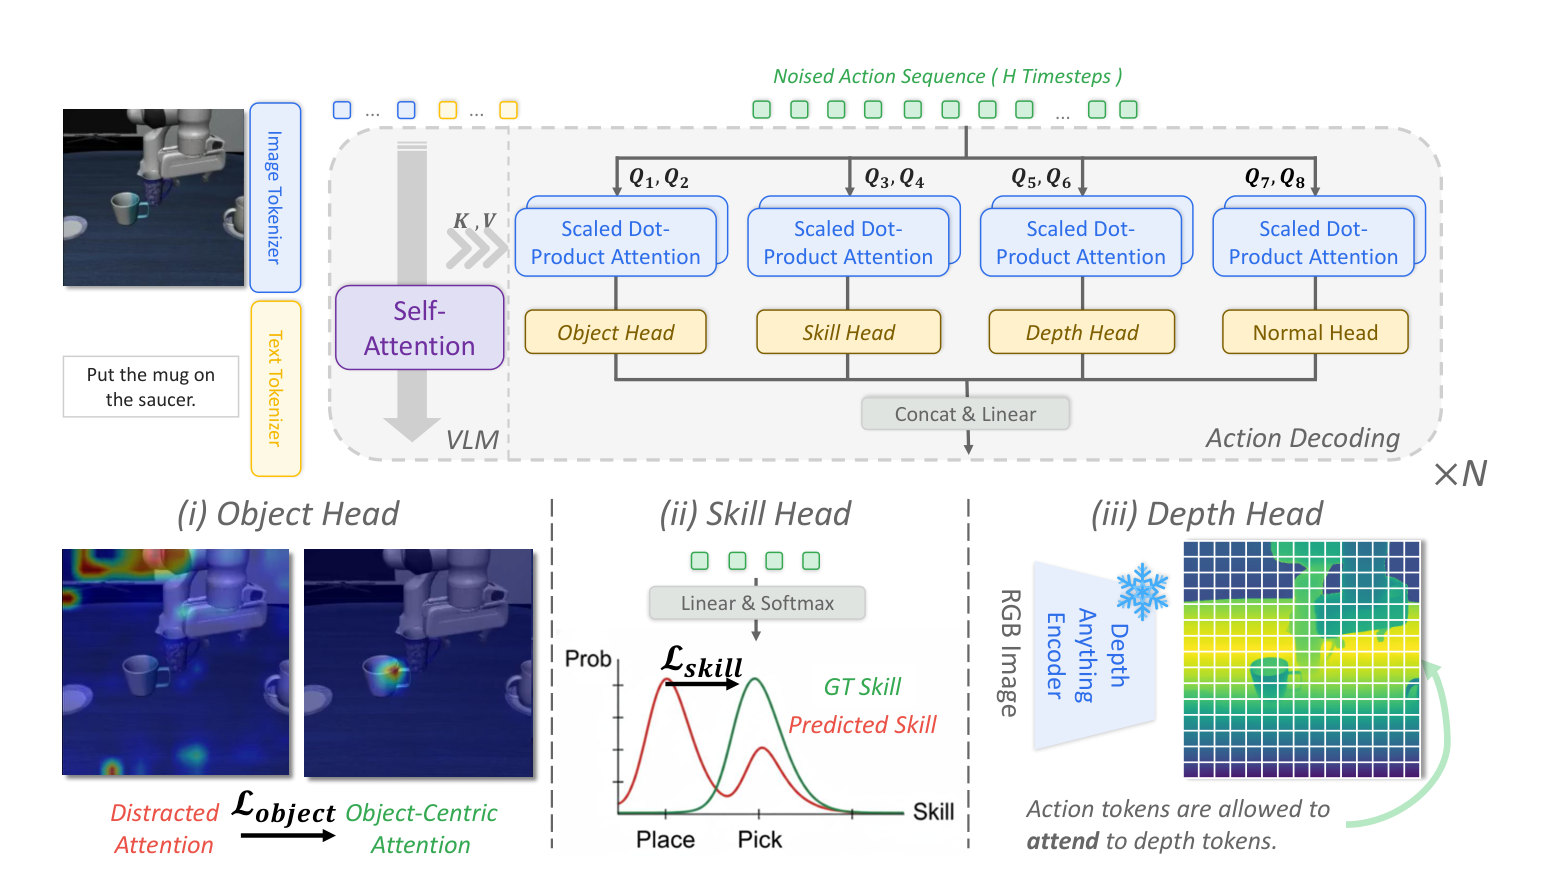 Noised Action Sequence ( H Timesteps )
Image Tokenizer
Text Tokenizer
Put the mug on
the saucer.
... ...
...
K ,V
Q1, Q2
Q3, Q4
Q5, Q6
Q7, Q8
Scaled Dot-
Product Attention
Scaled Dot-
Product Attention
Scaled Dot-
Product Attention
Scaled Dot-
Product Attention
Self-
Attention
Object Head
Skill Head
Depth Head
Normal Head
Concat & Linear
VLM
Action Decoding
×N
(i) Object Head
Distracted
Attention
ℒobject
Object-Centric
Attention
(ii) Skill Head
Linear & Softmax
Prob
ℒskill
GT Skill
Predicted Skill
Skill
Place
Pick
(iii) Depth Head
RGB Image
Depth
Anything
Encoder
Action tokens are allowed to
attend to depth tokens.